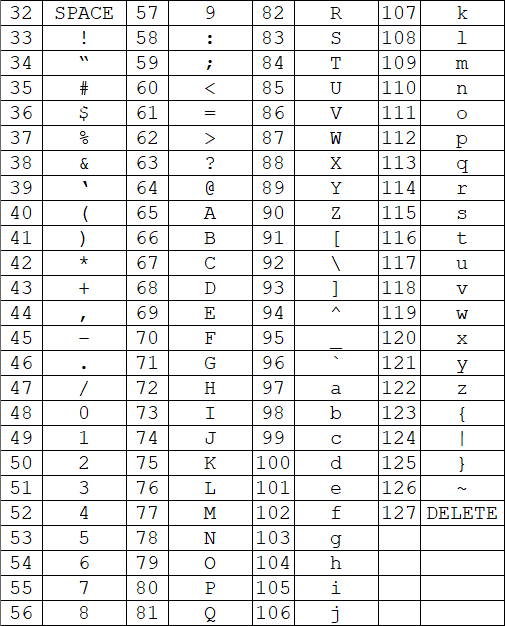 32 SPACE 57 9 82 R 107 k
33 ! 58 : 83 S 108 l
34 “ 59 ; 84 T 109 m
35 # 60 < 85 U 110 n
36 $ 61 = 86 V 111 o
37 % 62 > 87 W 112 p
38 & 63 ? 88 X 113 q
39 ‘ 64 @ 89 Y 114 r
40 ( 65 A 90 Z 115 s
41 ) 66 B 91 [ 116 t
42 * 67 C 92 \ 117 u
43 + 68 D 93 ] 118 v
44 , 69 E 94 ^ 119 w
45 – 70 F 95 _ 120 x
46 . 71 G 96 ` 121 y
47 / 72 H 97 a 122 z
48 0 73 I 98 b 123 {
49 1 74 J 99 c 124 |
50 2 75 K 100 d 125 }
51 3 76 L 101 e 126 ~
52 4 77 M 102 f 127 DELETE
53 5 78 N 103 g
54 6 79 O 104 h
55 7 80 P 105 i
56 8 81 Q 106 j